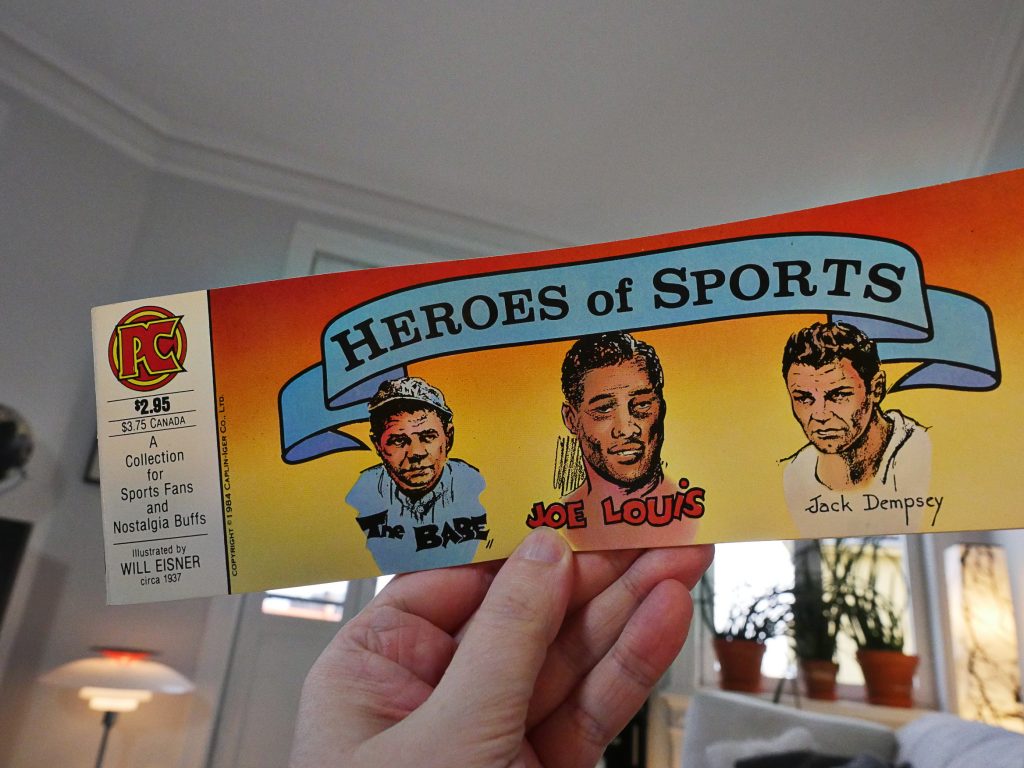 PC
$2.95
$3.75 CANADA
A
Collection
for
Sports Fans
and
Nostalgia Buffs
Illustrated by
WILL EISNER
circa 1937
COPYRIGHT © 1984 CAPLIN-IGER CO., LTD.
HEROES of SPORTS
The BABE
JOE LOUiS
Jack Dempsey